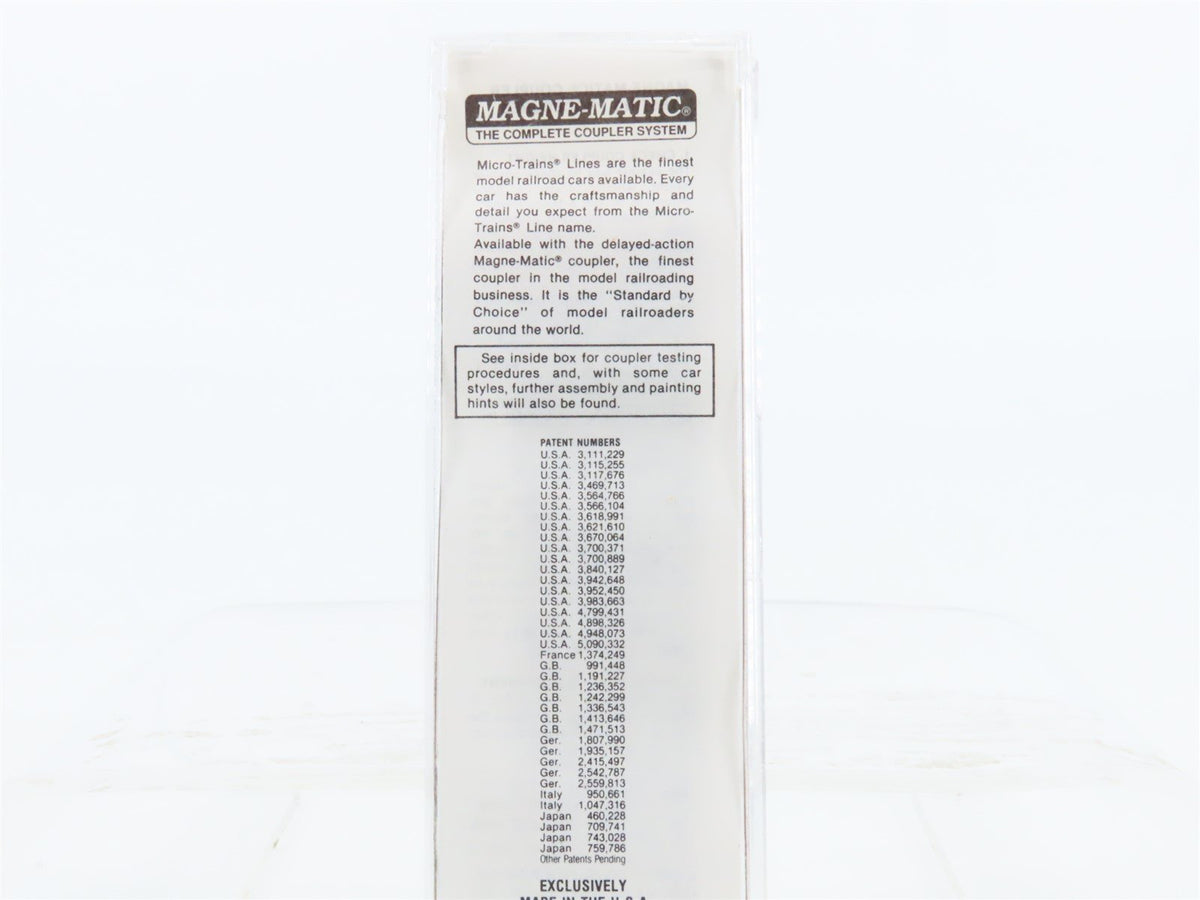 MAGNE-MATIC®
THE COMPLETE COUPLER SYSTEM
Micro-Trains® Lines are the finest
model railroad cars available. Every
car has the craftsmanship and
detail you expect from the Micro-
Trains® Line name.
Available with the delayed-action
Magne-Matic® coupler, the finest
coupler in the model railroading
business. It is the "Standard by
Choice" of model railroaders
around the world.
See inside box for coupler testing
procedures and, with some car
styles, further assembly and painting
hints will also be found.
PATENT NUMBERS
U.S.A. 3,111,229
U.S.A. 3,115,255
U.S.A. 3,117,676
U.S.A. 3,469,713
U.S.A. 3,564,766
U.S.A. 3,566,104
U.S.A. 3,618,991
U.S.A. 3,621,610
U.S.A. 3,670,064
U.S.A. 3,700,371
U.S.A. 3,700,889
U.S.A. 3,840,127
U.S.A. 3,942,648
U.S.A. 3,952,450
U.S.A. 3,983,663
U.S.A. 4,799,431
U.S.A. 4,898,326
U.S.A. 4,948,073
U.S.A. 5,090,332
France 1,374,249
G.B. 991,448
G.B. 1,191,227
G.B. 1,236,352
G.B. 1,242,299
G.B. 1,336,543
G.B. 1,413,646
G.B. 1,471,513
Ger. 1,807,990
Ger. 1,935,157
Ger. 2,415,497
Ger. 2,542,787
Ger. 2,559,813
Italy 950,661
Italy 1,047,316
Japan 460,228
Japan 709,741
Japan 743,028
Japan 759,786
Other Patents Pending
EXCLUSIVELY
MADE IN THE U.S.A.